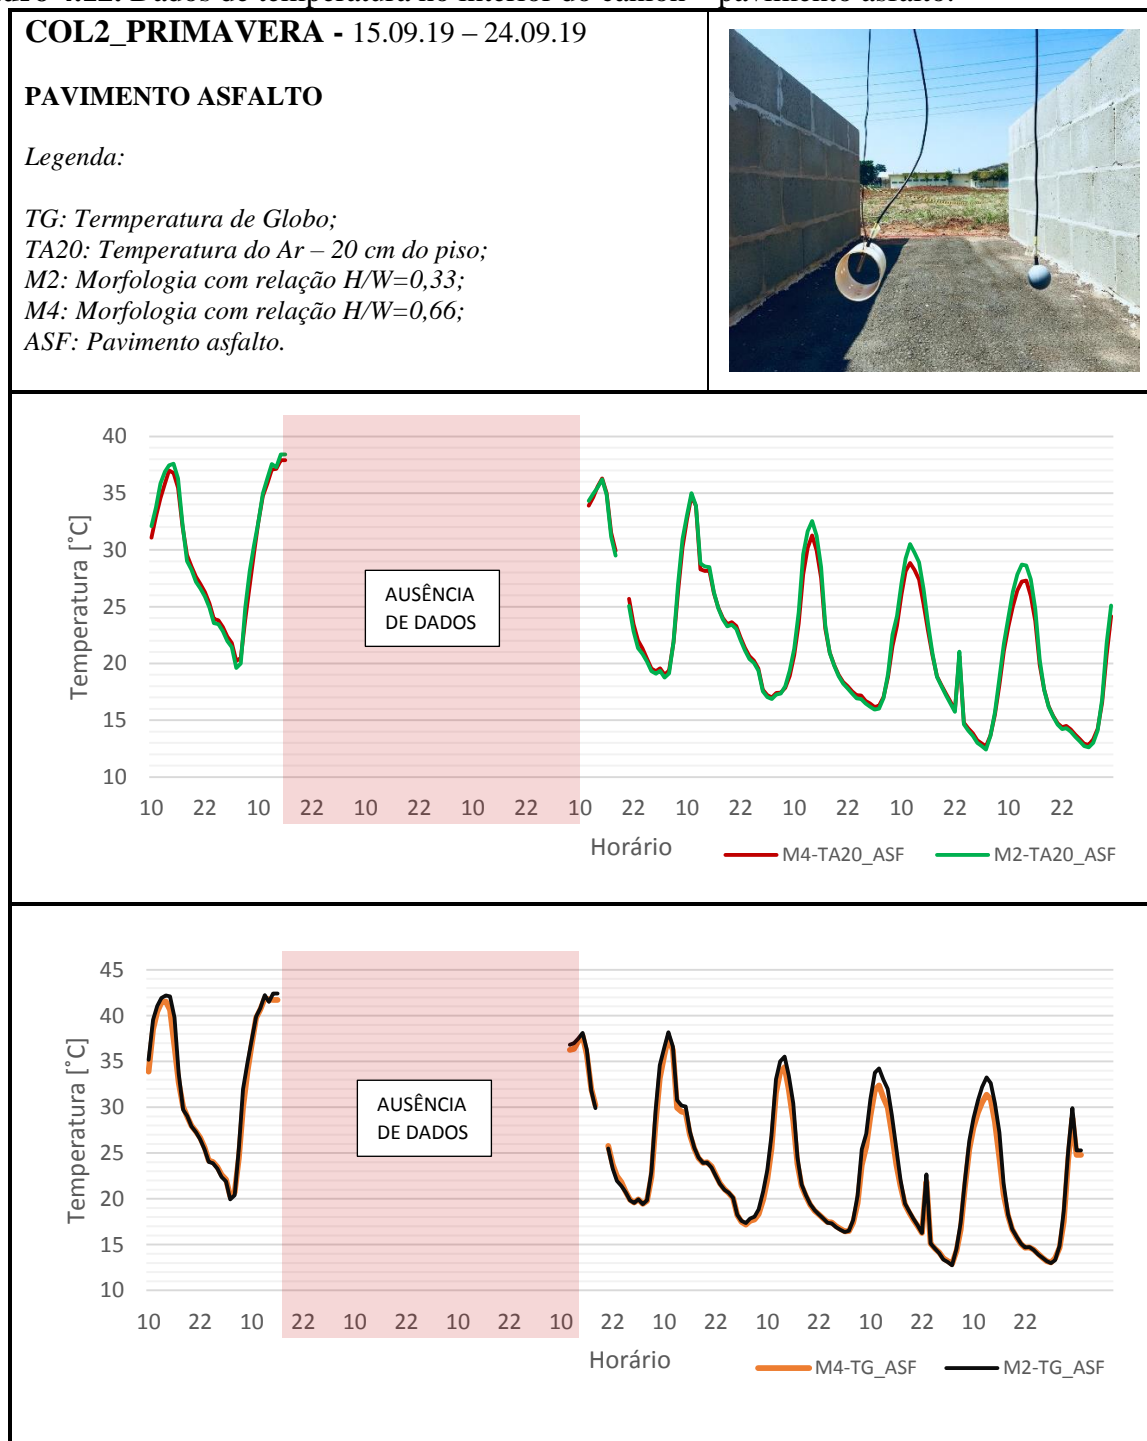 COL2_PRIMAVERA - 15.09.19 – 24.09.19
PAVIMENTO ASFALTO
Legenda:
TG: Termperatura de Globo;
TA20: Temperatura do Ar – 20 cm do piso;
M2: Morfologia com relação H/W=0,33;
M4: Morfologia com relação H/W=0,66;
ASF: Pavimento asfalto.
40
35
30
25
20
15
10
Temperatura [˚C]
AUSÊNCIA
DE DADOS
10 22 10 22 10 22 10 22 10 22 10 22 10 22 10 22 10 22
Horário
M4-TA20_ASF M2-TA20_ASF
45
40
35
30
25
20
15
10
Temperatura [˚C]
AUSÊNCIA
DE DADOS
10 22 10 22 10 22 10 22 10 22 10 22 10 22 10 22 10 22
Horário
M4-TG_ASF M2-TG_ASF